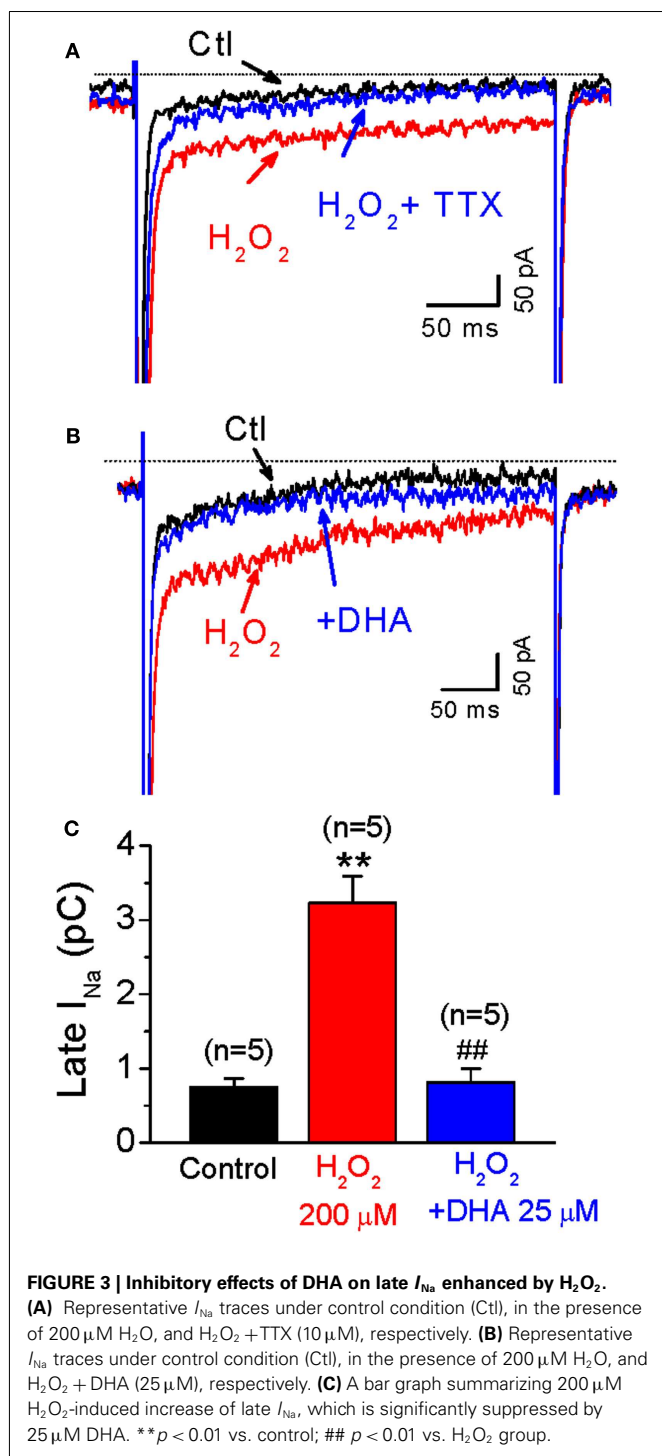 A
Ctl
H₂O₂+ TTX
H₂O₂
50 pA
50 ms
B
Ctl
H₂O₂
+DHA
50 pA
50 ms
C
Late I_Na (pC)
4
3
2
1
0
(n=5)
(n=5)
**
(n=5)
##
Control
H₂O₂
200 μM
H₂O₂
+DHA 25 μM
FIGURE 3 | Inhibitory effects of DHA on late I_Na enhanced by H₂O₂.
(A) Representative I_Na traces under control condition (Ctl), in the presence
of 200 μM H₂O, and H₂O₂ + TTX (10 μM), respectively. (B) Representative
I_Na traces under control condition (Ctl), in the presence of 200 μM H₂O, and
H₂O₂ + DHA (25 μM), respectively. (C) A bar graph summarizing 200 μM
H₂O₂-induced increase of late I_Na, which is significantly suppressed by
25 μM DHA. **p < 0.01 vs. control; ## p < 0.01 vs. H₂O₂ group.